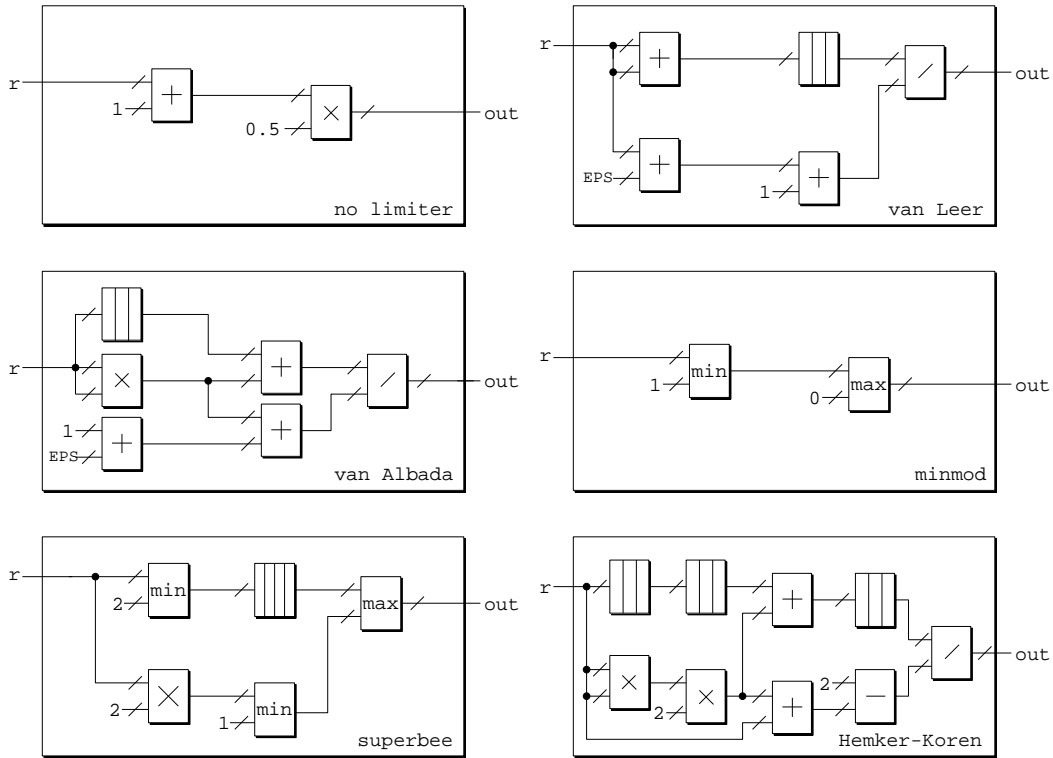 r
+
1
0.5
×
out
no limiter
r
+
/
out
EPS
+
1
+
van Leer
r
×
+
/
out
1
EPS
+
+
van Albada
r
1
min
0
max
out
minmod
r
2
min
max
out
2
×
1
min
superbee
r
+
/
out
×
2
×
+
2
−
Hemker-Koren